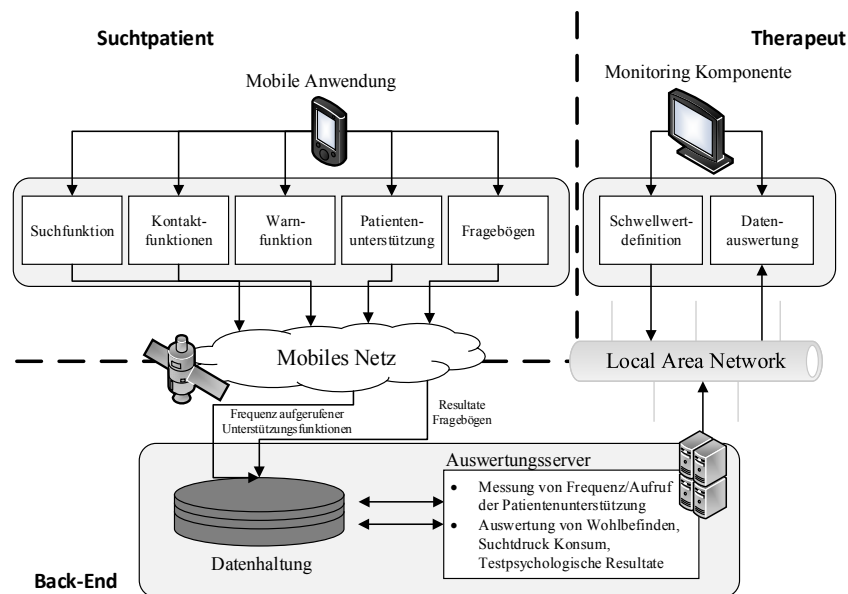 Suchtpatient
Therapeut
Mobile Anwendung
Monitoring Komponente
Suchfunktion
Kontakt-
funktionen
Warn-
funktion
Patienten-
unterstützung
Fragebögen
Schwellwert-
definition
Daten-
auswertung
Mobiles Netz
Local Area Network
Frequenz aufgerufener
Unterstützungsfunktionen
Resultate
Fragebögen
Auswertungsserver
• Messung von Frequenz/Aufruf
der Patientenunterstützung
• Auswertung von Wohlbefinden,
Suchtdruck Konsum,
Testpsychologische Resultate
Datenhaltung
Back-End